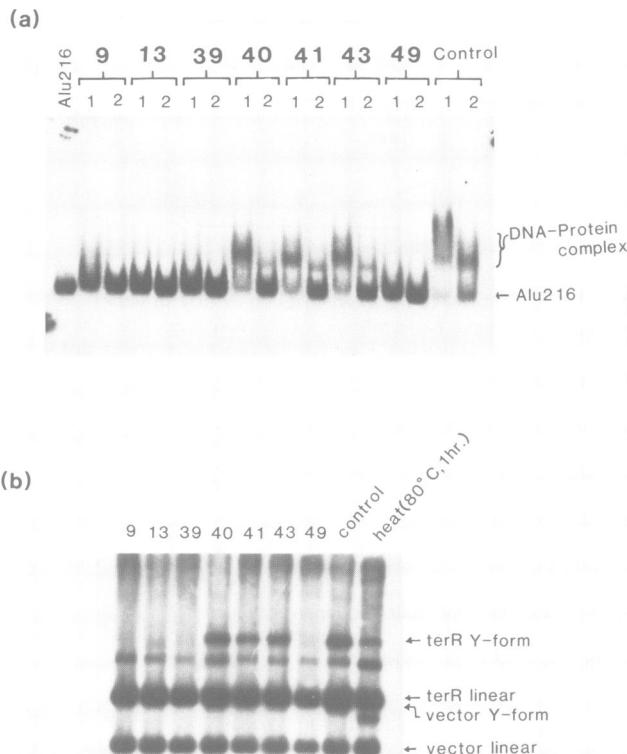 (a)
Alu216 9 13 39 40 41 43 49 Control
1 2 1 2 1 2 1 2 1 2 1 2 1 2 1 2
DNA-Protein
complex
← Alu216
(b)
9 13 39 40 41 43 49 control heat(80°C,1hr.)
← terR Y-form
← terR linear
vector Y-form
← vector linear